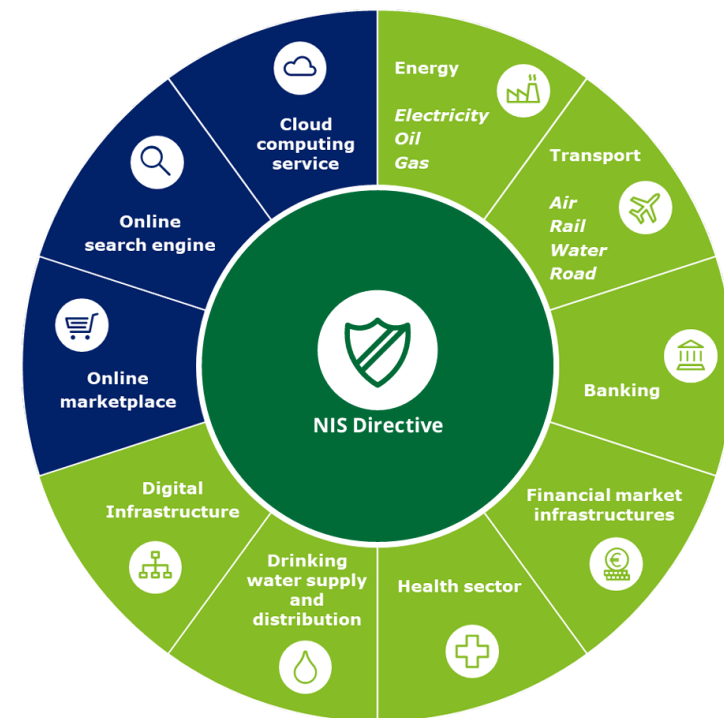 Energy
Electricity
Oil
Gas
Transport
Air
Rail
Water
Road
Banking
Financial market
infrastructures
Health sector
Drinking
water supply
and
distribution
Digital
Infrastructure
Online
marketplace
Online
search engine
Cloud
computing
service
NIS Directive